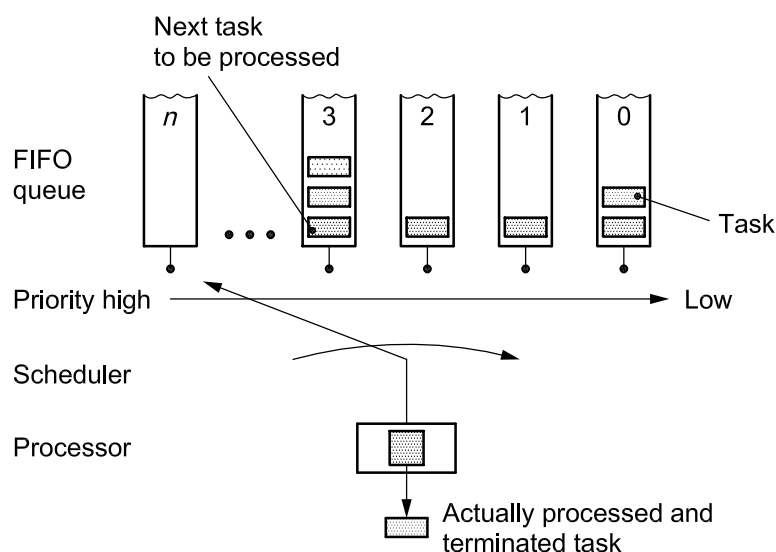 Next task
to be processed
n 3 2 1 0
FIFO
queue
Task
Priority high
Low
Scheduler
Processor
Actually processed and
terminated task